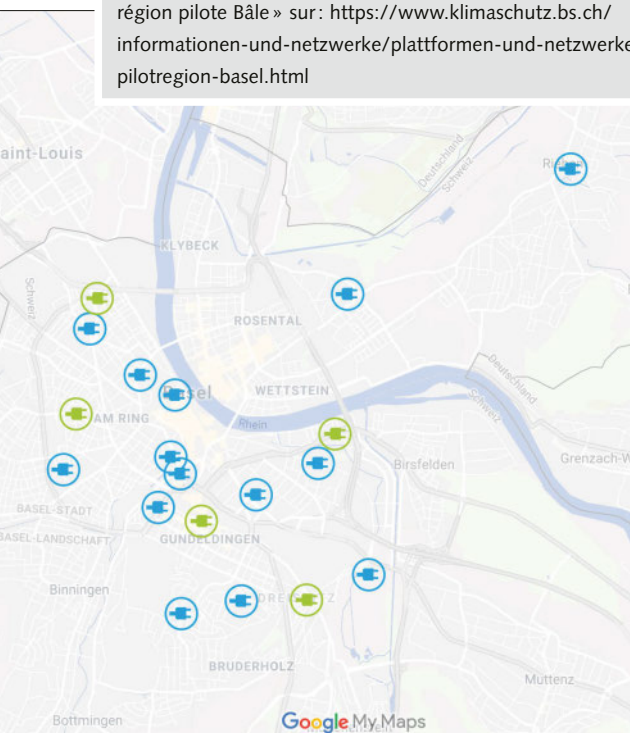 région pilote Bâle » sur : https://www.klimaschutz.bs.ch/
informationen-und-netzwerke/plattformen-und-netzwerke
pilotregion-basel.html
aint-Louis
Deutschland
Schweiz
KLYBECK
Schweiz
ROSENTAL
Deutschland
Schweiz
Basel
WETTSTEIN
AM RING
Rhein
Birsfelden
Grenzach-W
BASEL-STADT
BASEL-LANDSCHAFT
GUNDELDINGEN
Binningen
BRUDERHOLZ
Muttenz
Bottmingen
Google My Maps